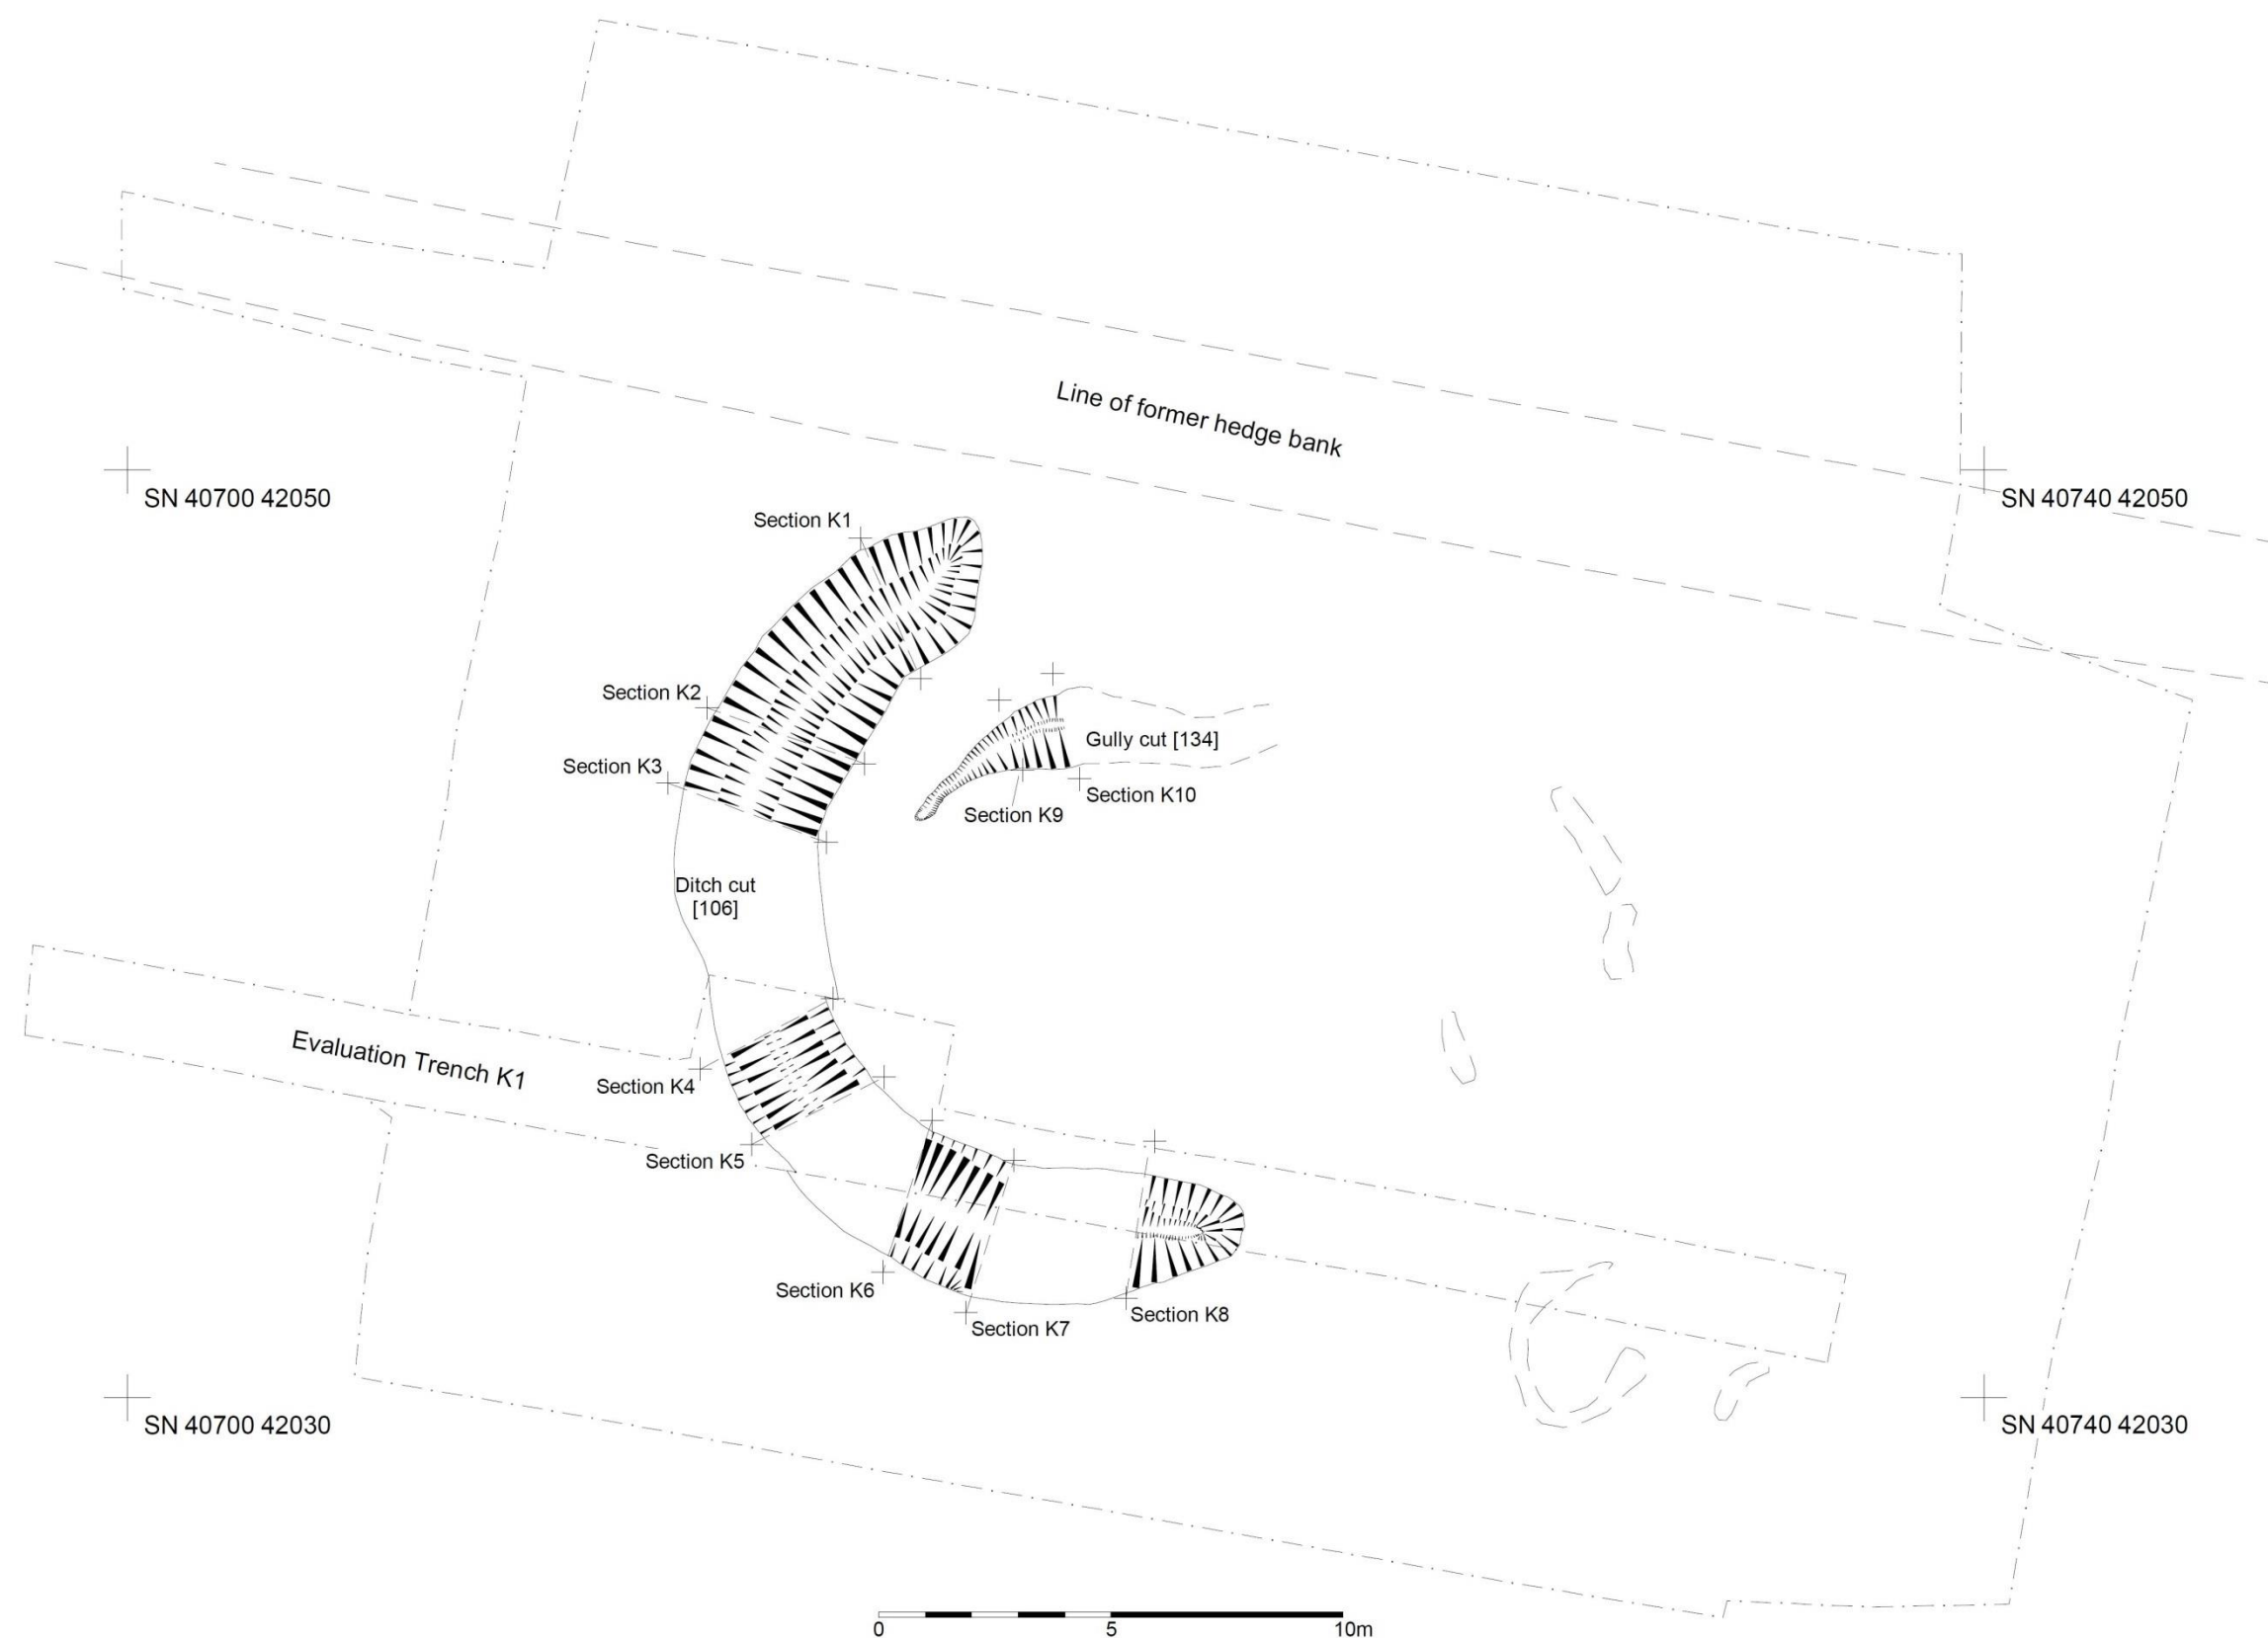 Line of former hedge bank
SN 40700 42050
SN 40740 42050
Section K1
Section K2
Section K3
Gully cut [134]
Section K10
Section K9
Ditch cut
[106]
Evaluation Trench K1
Section K4
Section K5
Section K6
Section K7
Section K8
SN 40700 42030
SN 40740 42030
0 5 10m